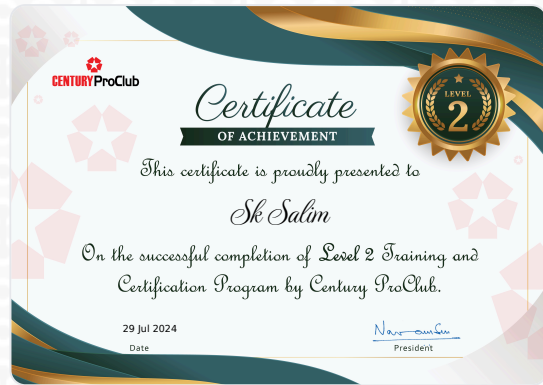 CENTURY ProClub
Certificate
OF ACHIEVEMENT
LEVEL
2
This certificate is proudly presented to
Sk Salim
On the successful completion of Level 2 Training and
Certification Program by Century ProClub.
29 Jul 2024
Date
President